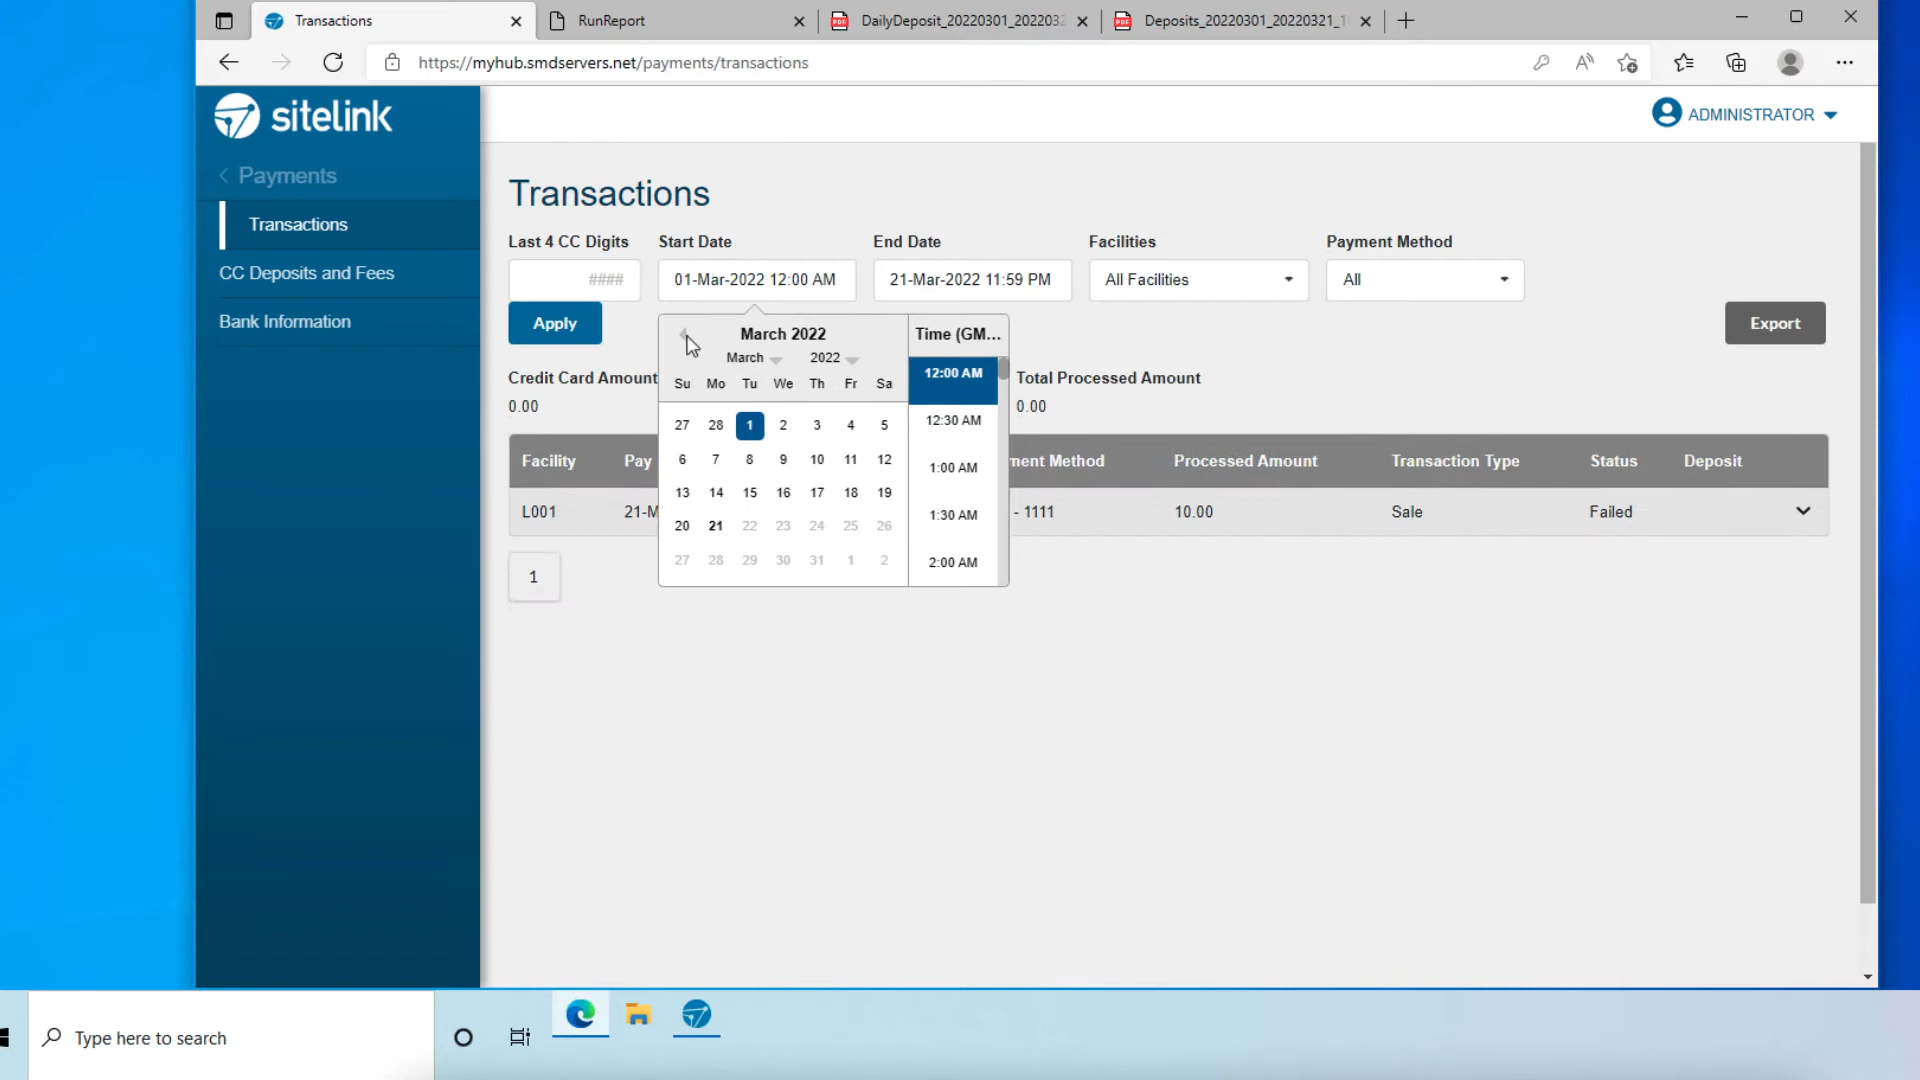 Transactions
RunReport
DailyDeposit_20220301_2022032
Deposits_20220301_20220321_1
https://myhub.smdservers.net/payments/transactions
sitelink
ADMINISTRATOR
Payments
Transactions
CC Deposits and Fees
Bank Information
Transactions
Last 4 CC Digits Start Date End Date Facilities Payment Method
#### 01-Mar-2022 12:00 AM 21-Mar-2022 11:59 PM All Facilities All
Apply
Export
March 2022 Time (GM...
March 2022
Su Mo Tu We Th Fr Sa
27 28 1 2 3 4 5
6 7 8 9 10 11 12
13 14 15 16 17 18 19
20 21 22 23 24 25 26
27 28 29 30 31 1 2
12:00 AM
12:30 AM
1:00 AM
1:30 AM
2:00 AM
Credit Card Amount Total Processed Amount
0.00 0.00
Facility Pay Method Processed Amount Transaction Type Status Deposit
L001 - 1111 10.00 Sale Failed
1
Type here to search